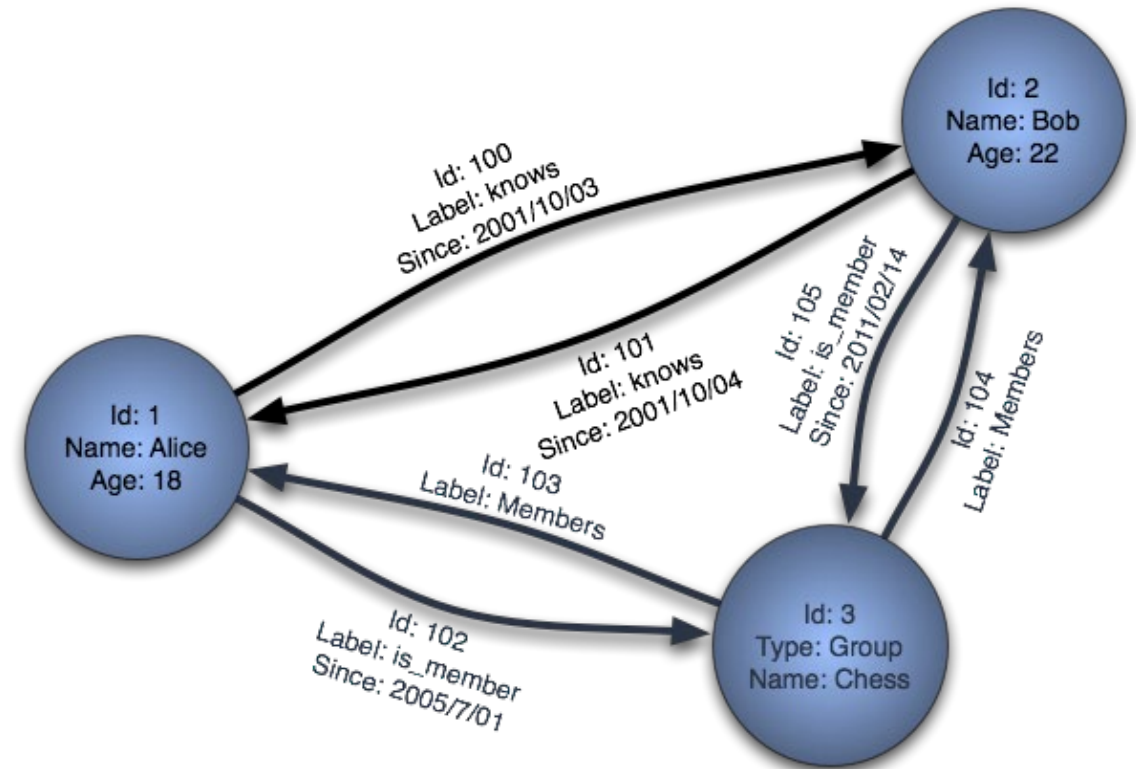 Id: 2
Name: Bob
Age: 22
Id: 100
Label: knows
Since: 2001/10/03
Id: 101
Label: knows
Since: 2001/10/04
Id: 105
Label: is_member
Since: 2011/02/14
Id: 104
Label: Members
Id: 1
Name: Alice
Age: 18
Id: 103
Label: Members
Id: 102
Label: is_member
Since: 2005/7/01
Id: 3
Type: Group
Name: Chess